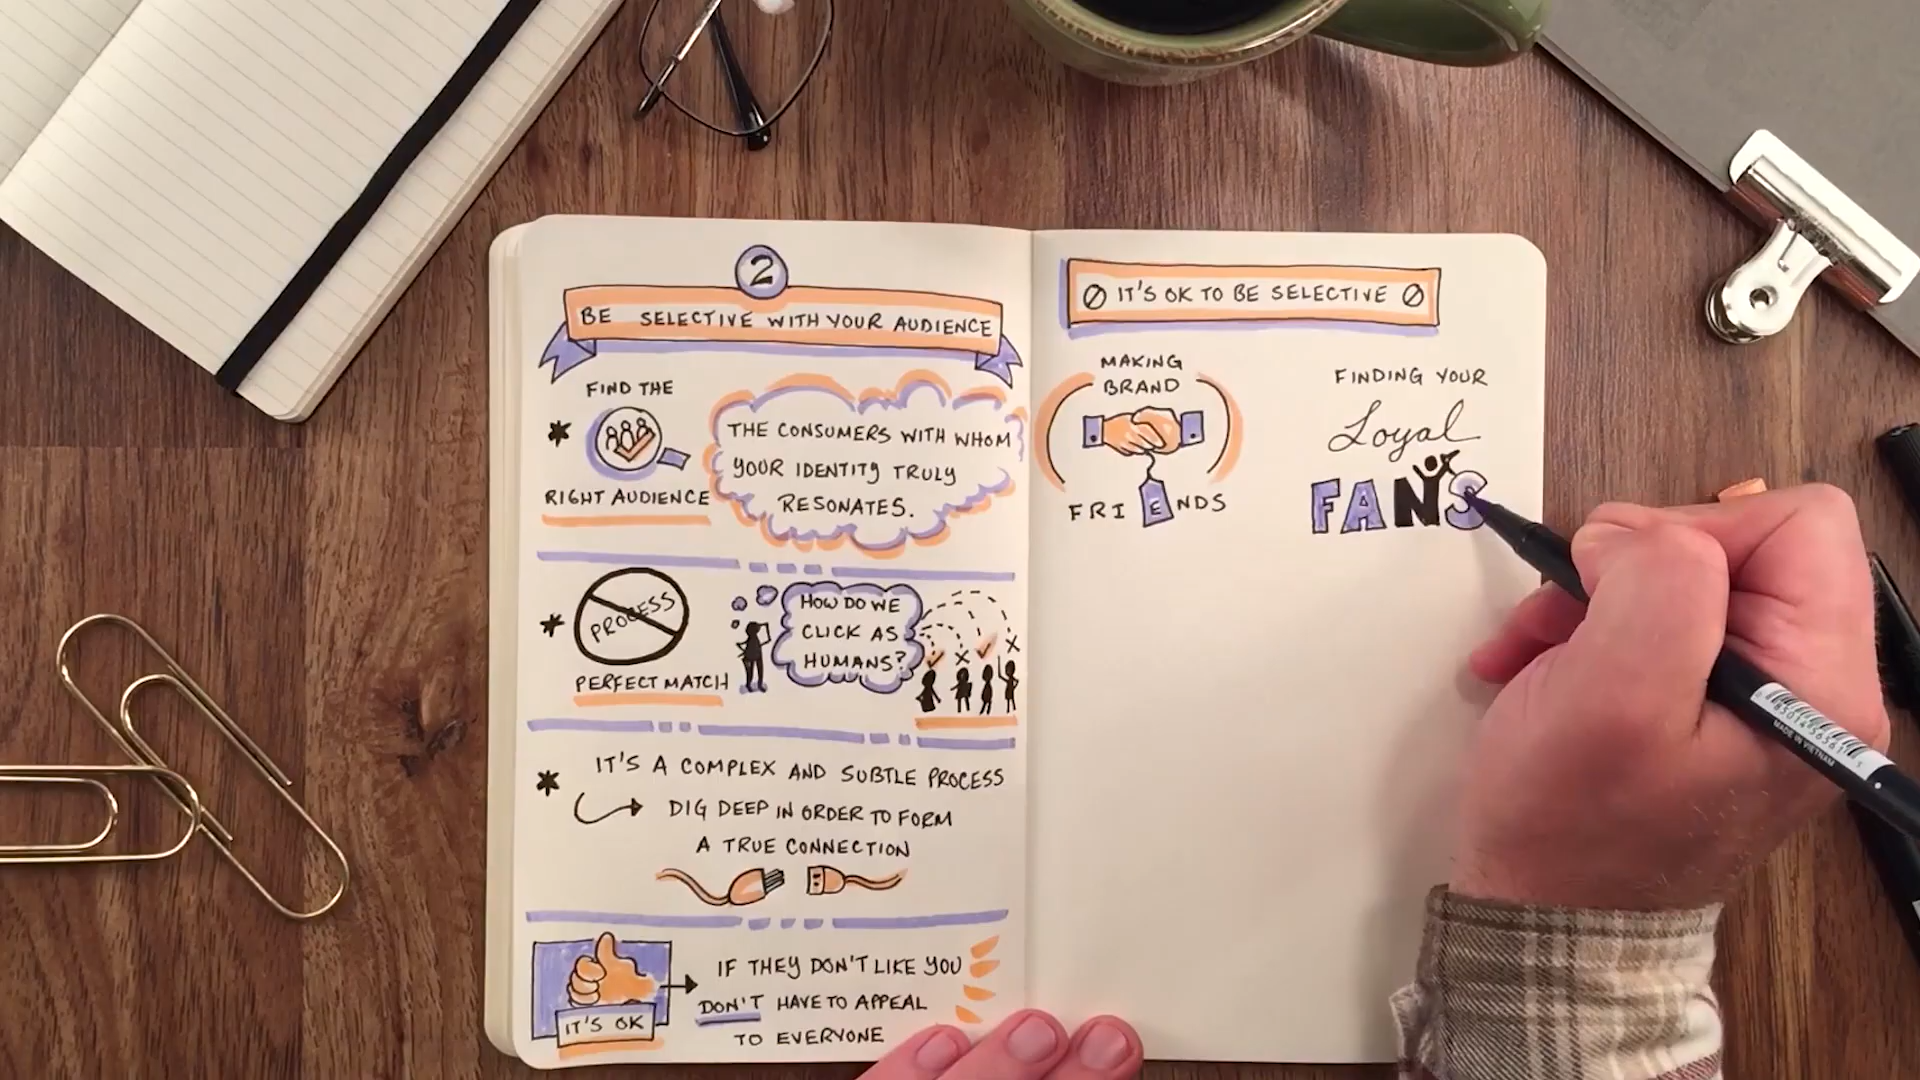 2
BE SELECTIVE WITH YOUR AUDIENCE
FIND THE
RIGHT AUDIENCE
THE CONSUMERS WITH WHOM
YOUR IDENTITY TRULY
RESONATES.
PROCESS
PERFECT MATCH
HOW DO WE
CLICK AS
HUMANS?
IT'S A COMPLEX AND SUBTLE PROCESS
DIG DEEP IN ORDER TO FORM
A TRUE CONNECTION
IT'S OK
IF THEY DON'T LIKE YOU
DON'T HAVE TO APPEAL
TO EVERYONE
IT'S OK TO BE SELECTIVE
MAKING
BRAND
FRIENDS
FINDING YOUR
Loyal
FANS
MADE IN VIETNAM